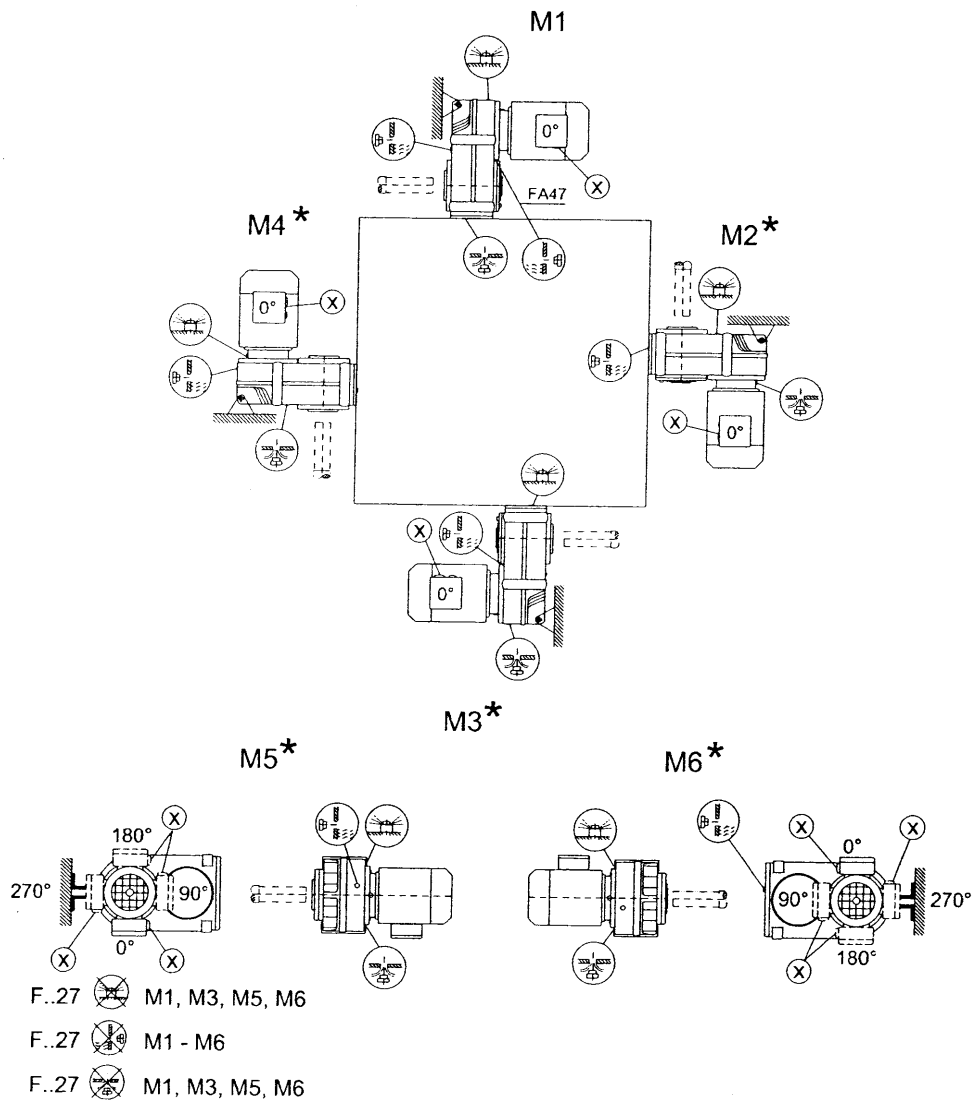 M1
0°
X
FA47
M4*
M2*
0°
X
X
0°
X
0°
M3*
M5*
M6*
X
180°
270°
90°
0°
X
X
X
X
0°
90°
270°
180°
X
F..27 M1, M3, M5, M6
F..27 M1 - M6
F..27 M1, M3, M5, M6